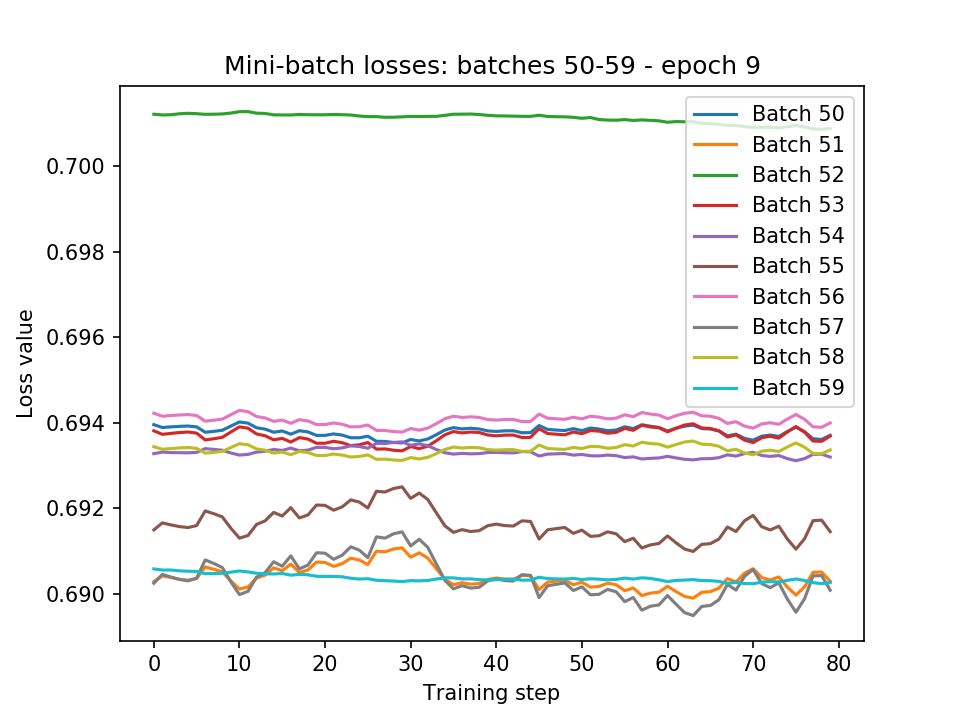 Mini-batch losses: batches 50-59 - epoch 9
Loss value
0.700
0.698
0.696
0.694
0.692
0.690
0 10 20 30 40 50 60 70 80
Training step
Batch 50
Batch 51
Batch 52
Batch 53
Batch 54
Batch 55
Batch 56
Batch 57
Batch 58
Batch 59